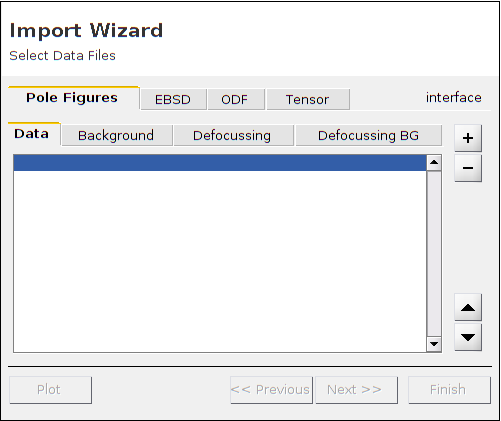 Import Wizard
Select Data Files
Pole Figures EBSD ODF Tensor interface
Data Background Defocussing Defocussing BG
+
−
Plot << Previous Next >> Finish